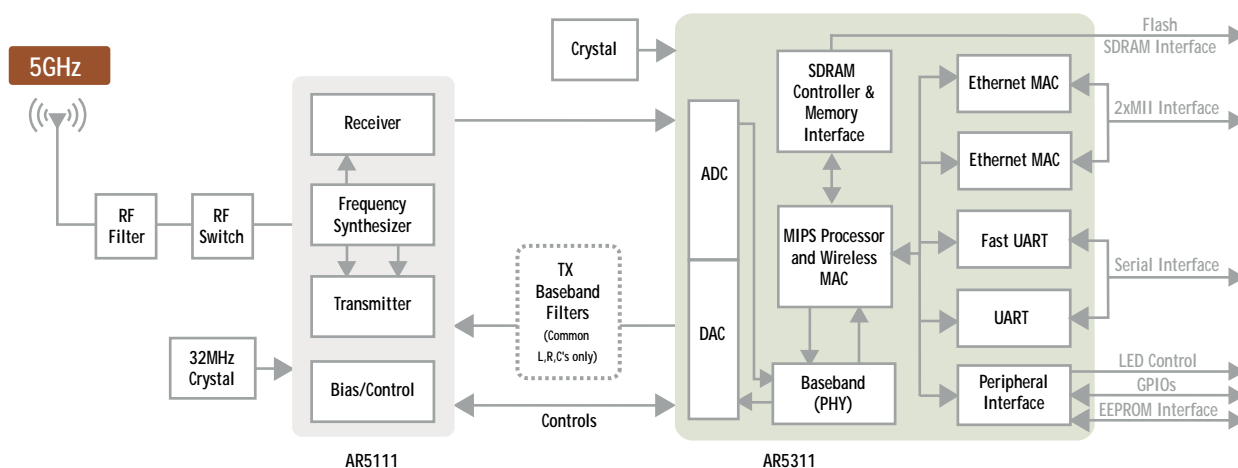 5GHz
Crystal
Flash
SDRAM Interface
SDRAM
Controller &
Memory
Interface
Ethernet MAC
2xMII Interface
Ethernet MAC
Receiver
ADC
Frequency
Synthesizer
RF
Filter
RF
Switch
MIPS Processor
and Wireless
MAC
Fast UART
Serial Interface
UART
TX
Baseband
Filters
(Common
L,R,C's only)
Transmitter
DAC
32MHz
Crystal
Bias/Control
Controls
Baseband
(PHY)
Peripheral
Interface
LED Control
GPIOs
EEPROM Interface
AR5111
AR5311